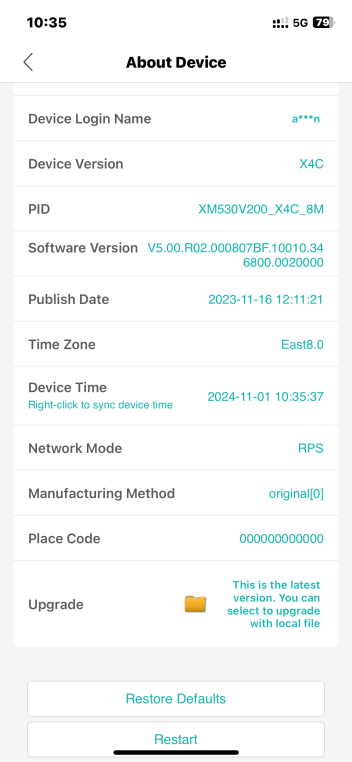 10:35
5G 79
About Device
Device Login Name a***n
Device Version X4C
PID XM530V200_X4C_8M
Software Version V5.00.R02.000807BF.10010.34
6800.0020000
Publish Date 2023-11-16 12:11:21
Time Zone East8.0
Device Time 2024-11-01 10:35:37
Right-click to sync device time
Network Mode RPS
Manufacturing Method original[0]
Place Code 000000000000
Upgrade
This is the latest
version. You can
select to upgrade
with local file
Restore Defaults
Restart